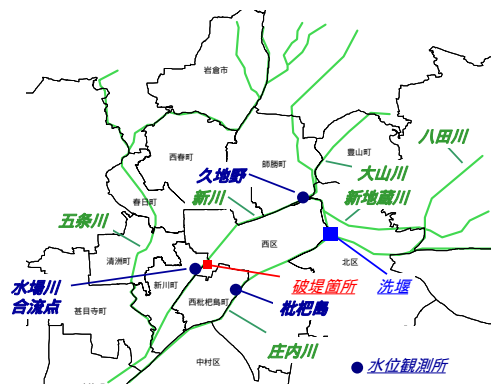 岩倉市
八田川
西春町
師勝町
豊山町
久地野
大山川
新川
新地蔵川
春日町
五条川
西区
清洲町
北区
水場川
合流点
新川町
破堤箇所
洗堰
甚目寺町
西枇杷島町
枇杷島
庄内川
中村区
水位観測所